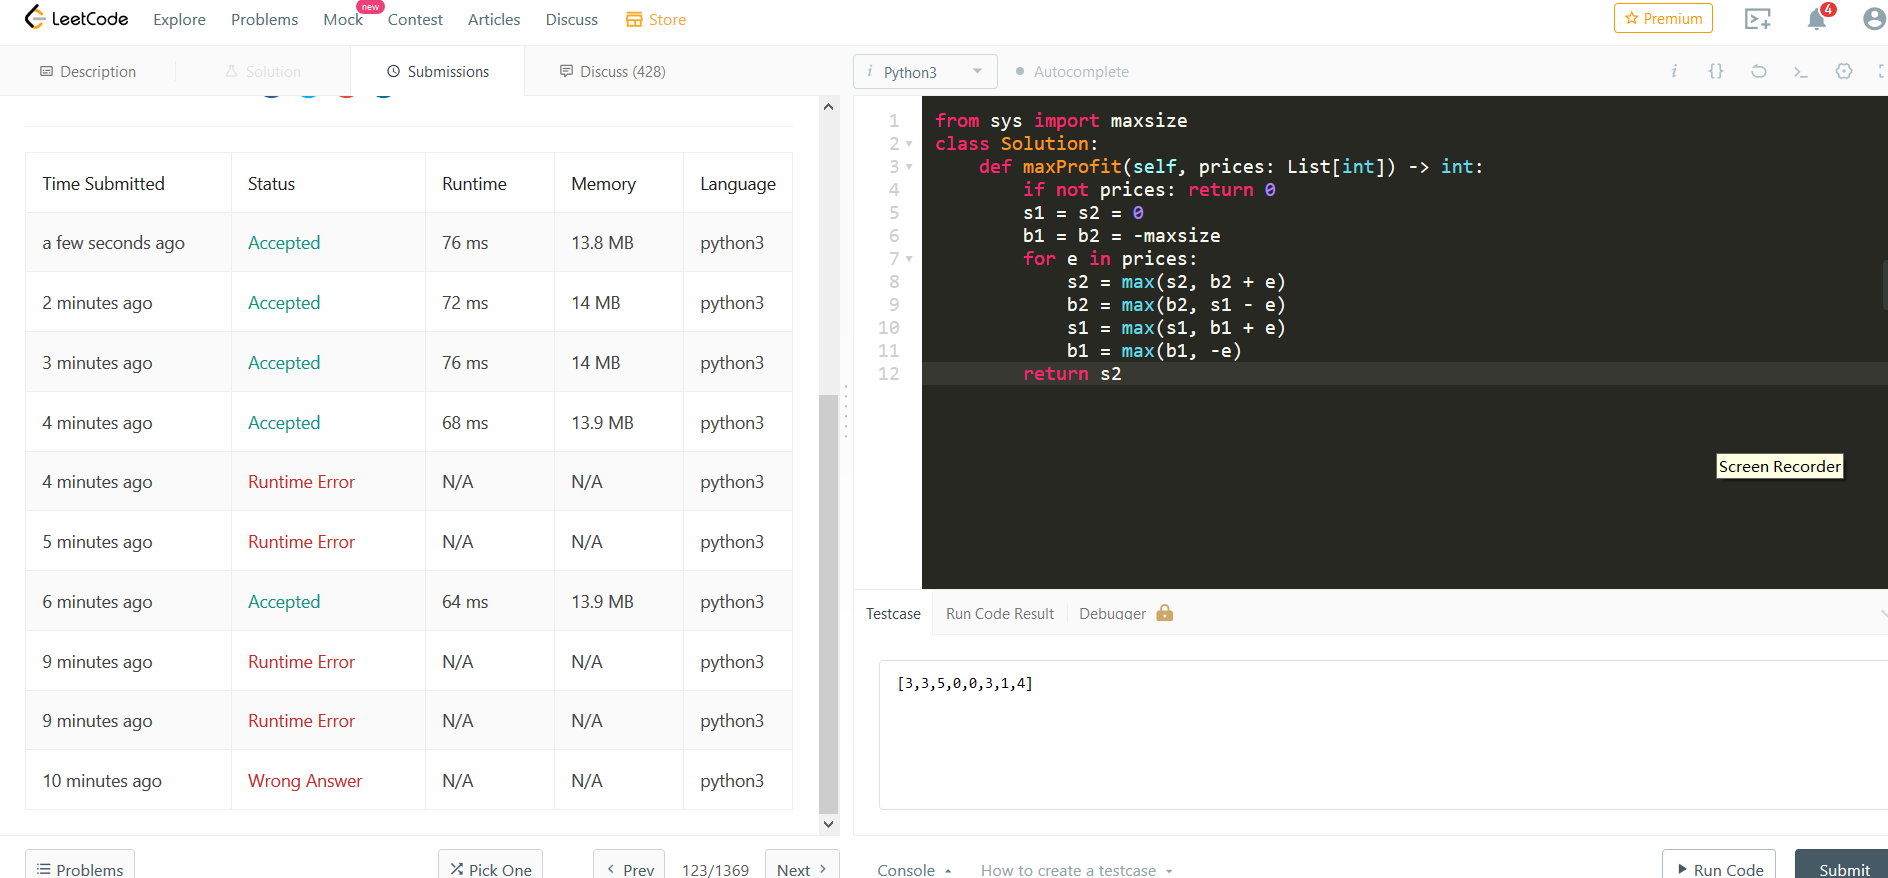 LeetCode Explore Problems Mock new Contest Articles Discuss Store Premium 4
Description Solution Submissions Discuss (428)
Time Submitted Status Runtime Memory Language
a few seconds ago Accepted 76 ms 13.8 MB python3
2 minutes ago Accepted 72 ms 14 MB python3
3 minutes ago Accepted 76 ms 14 MB python3
4 minutes ago Accepted 68 ms 13.9 MB python3
4 minutes ago Runtime Error N/A N/A python3
5 minutes ago Runtime Error N/A N/A python3
6 minutes ago Accepted 64 ms 13.9 MB python3
9 minutes ago Runtime Error N/A N/A python3
9 minutes ago Runtime Error N/A N/A python3
10 minutes ago Wrong Answer N/A N/A python3
Problems Pick One Prev 123/1369 Next
i Python3 Autocomplete i {}
1 from sys import maxsize
2 class Solution:
3 def maxProfit(self, prices: List[int]) -> int:
4 if not prices: return 0
5 s1 = s2 = 0
6 b1 = b2 = -maxsize
7 for e in prices:
8 s2 = max(s2, b2 + e)
9 b2 = max(b2, s1 - e)
10 s1 = max(s1, b1 + e)
11 b1 = max(b1, -e)
12 return s2
Screen Recorder
Testcase Run Code Result Debugger
[3,3,5,0,0,3,1,4]
Console How to create a testcase Run Code Submit